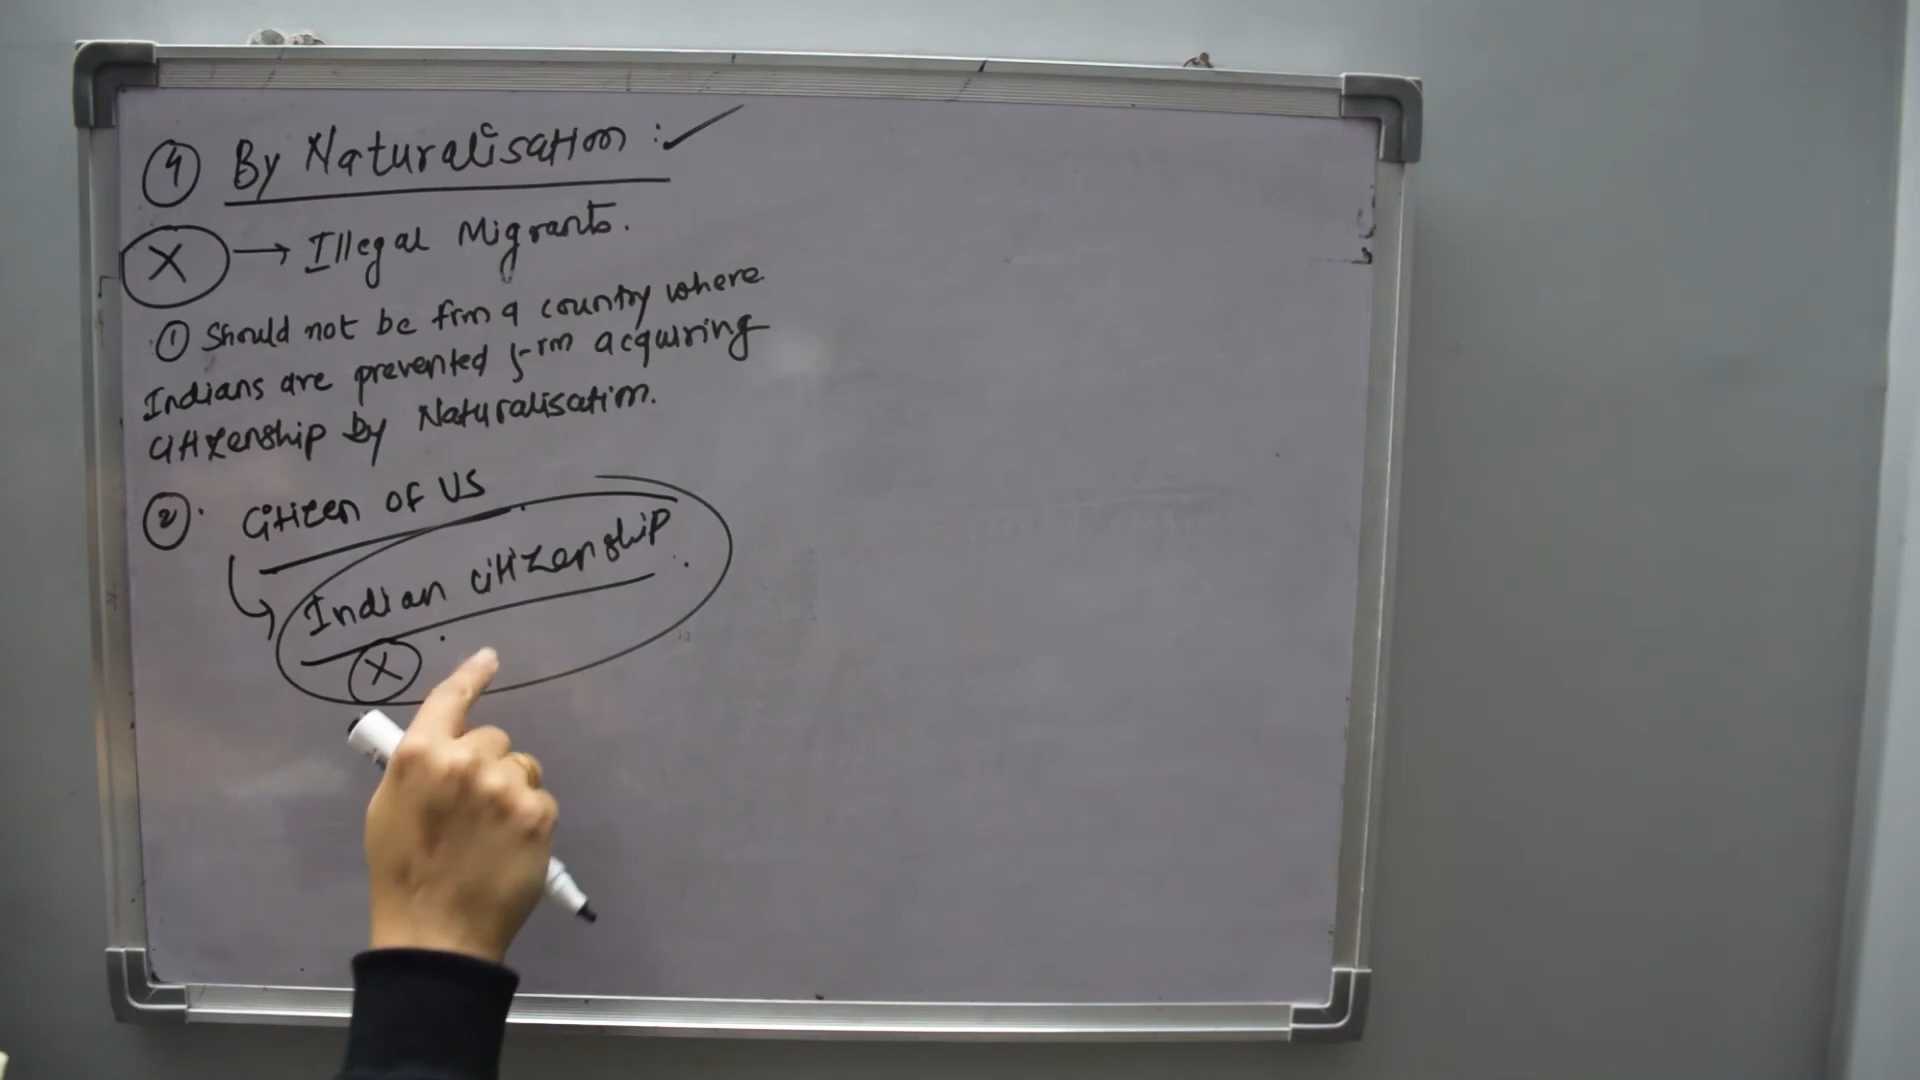 ④ By Naturalisation :✓
X → Illegal Migrants.
① Should not be from a country where
Indians are prevented from acquiring
citizenship by Naturalisation.
②. Citizen of US
Indian citizenship.
X